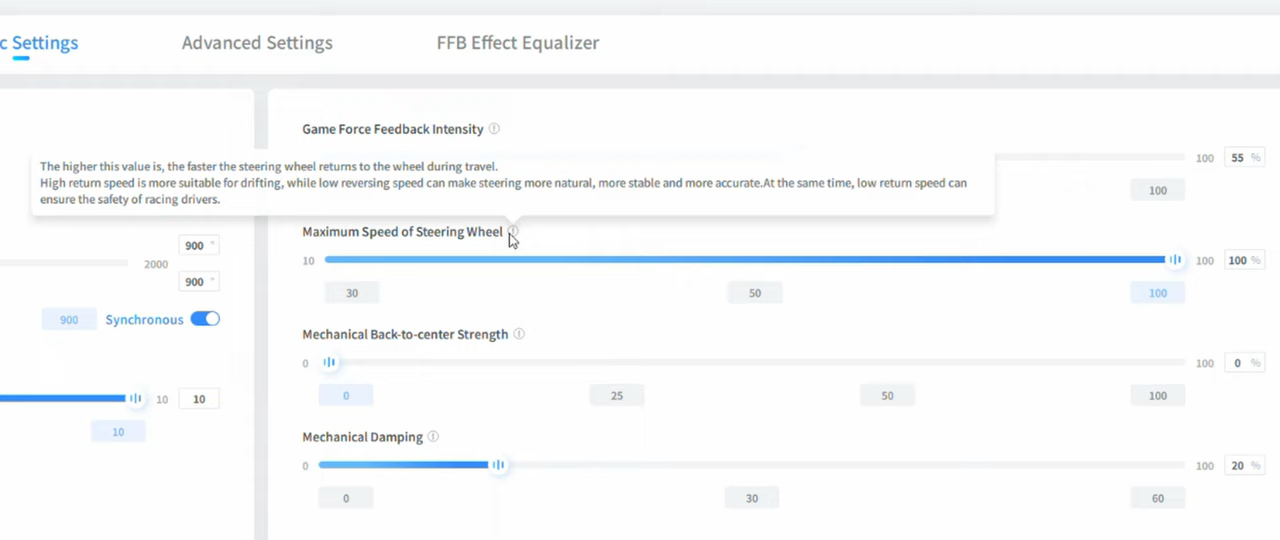 c Settings
Advanced Settings
FFB Effect Equalizer
Game Force Feedback Intensity
100 55 %
The higher this value is, the faster the steering wheel returns to the wheel during travel.
High return speed is more suitable for drifting, while low reversing speed can make steering more natural, more stable and more accurate.At the same time, low return speed can
ensure the safety of racing drivers.
100
Maximum Speed of Steering Wheel
10 100 100 %
30 50 100
Mechanical Back-to-center Strength
0 100 0 %
0 25 50 100
Mechanical Damping
0 100 20 %
0 30 60
900 °
2000
900 °
900 Synchronous
10 10
10